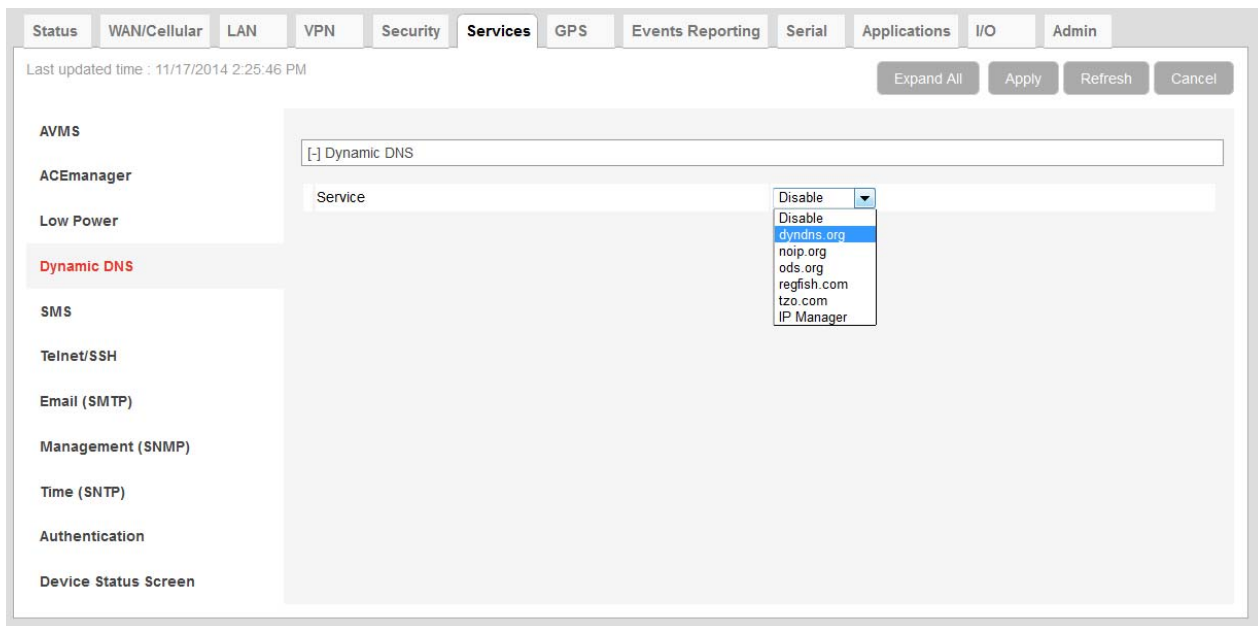 Status WAN/Cellular LAN VPN Security Services GPS Events Reporting Serial Applications I/O Admin
Last updated time : 11/17/2014 2:25:46 PM
Expand All Apply Refresh Cancel
AVMS
ACEmanager
Low Power
Dynamic DNS
SMS
Telnet/SSH
Email (SMTP)
Management (SNMP)
Time (SNTP)
Authentication
Device Status Screen
[-] Dynamic DNS
Service Disable
Disable
dyndns.org
noip.org
ods.org
regfish.com
tzo.com
IP Manager